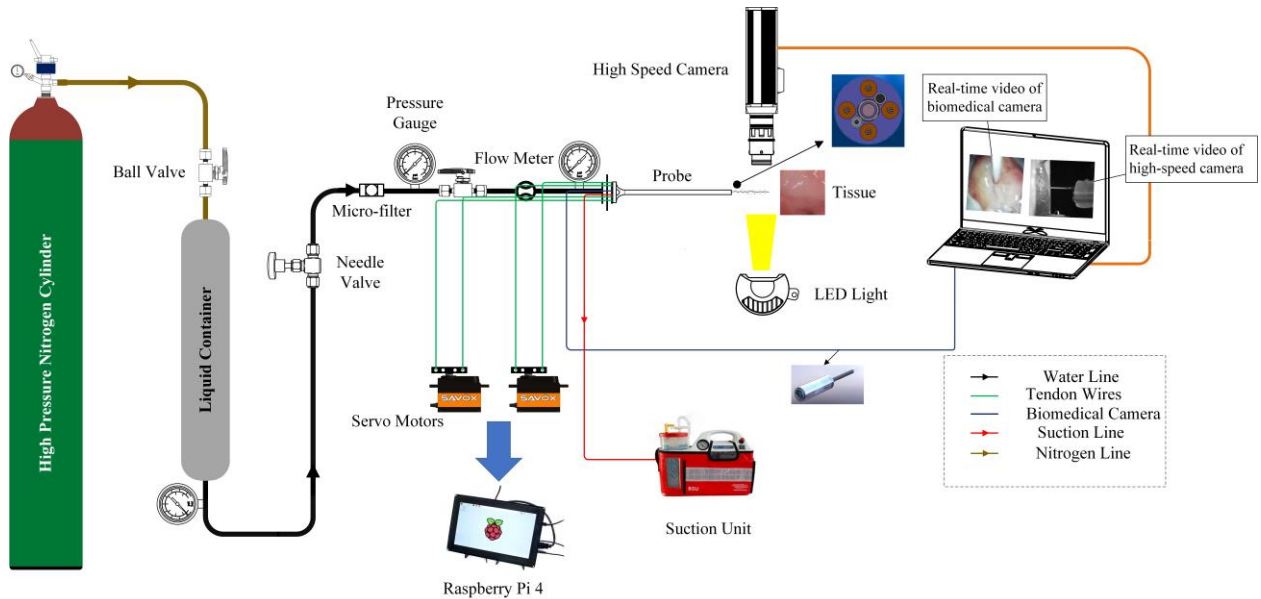 High Speed Camera
Real-time video of
biomedical camera
Real-time video of
high-speed camera
Pressure
Gauge
Flow Meter
Ball Valve
Probe
Tissue
Micro-filter
Needle
Valve
LED Light
High Pressure Nitrogen Cylinder
Liquid Container
SAVOX
SAVOX
Servo Motors
Water Line
Tendon Wires
Biomedical Camera
Suction Line
Nitrogen Line
Suction Unit
Raspberry Pi 4